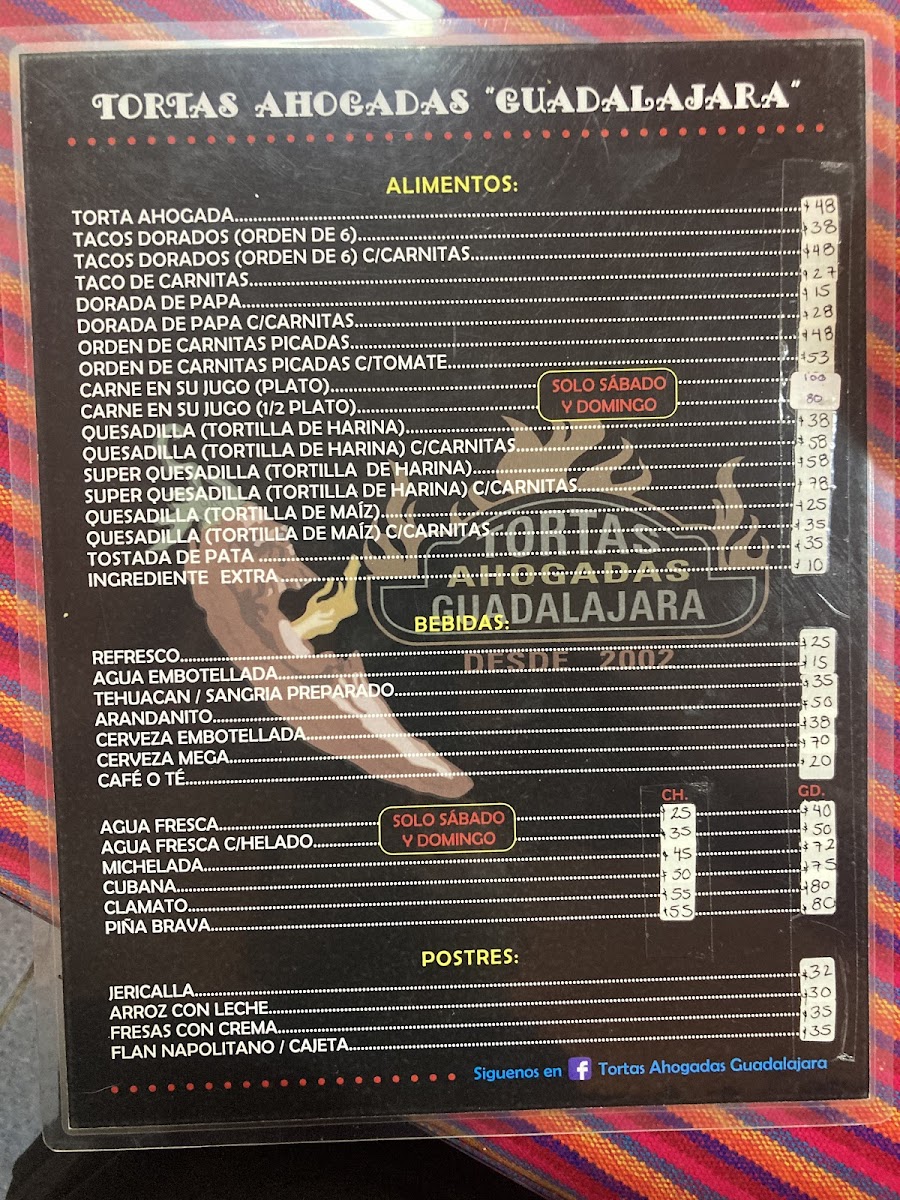 TORTAS AHOGADAS "GUADALAJARA"
ALIMENTOS:
TORTA AHOGADA $48
TACOS DORADOS (ORDEN DE 6) $38
TACOS DORADOS (ORDEN DE 6) C/CARNITAS $48
TACO DE CARNITAS $27
DORADA DE PAPA $15
DORADA DE PAPA C/CARNITAS $28
ORDEN DE CARNITAS PICADAS $48
ORDEN DE CARNITAS PICADAS C/TOMATE $53
CARNE EN SU JUGO (PLATO) 100
CARNE EN SU JUGO (1/2 PLATO) 80
SOLO SÁBADO
Y DOMINGO
QUESADILLA (TORTILLA DE HARINA) $38
QUESADILLA (TORTILLA DE HARINA) C/CARNITAS $58
SUPER QUESADILLA (TORTILLA DE HARINA) $58
SUPER QUESADILLA (TORTILLA DE HARINA) C/CARNITAS $78
QUESADILLA (TORTILLA DE MAÍZ) $25
QUESADILLA (TORTILLA DE MAÍZ) C/CARNITAS $35
TOSTADA DE PATA $35
INGREDIENTE EXTRA $10
TORTAS
AHOGADAS
GUADALAJARA
DESDE 2002
BEBIDAS:
REFRESCO $25
AGUA EMBOTELLADA $15
TEHUACAN / SANGRIA PREPARADO $35
ARANDANITO $50
CERVEZA EMBOTELLADA $38
CERVEZA MEGA $70
CAFÉ O TÉ $20
CH. GD.
AGUA FRESCA $25 $40
AGUA FRESCA C/HELADO $35 $50
SOLO SÁBADO
Y DOMINGO
MICHELADA $45 $72
CUBANA $50 $75
CLAMATO $55 $80
PIÑA BRAVA $55 $80
POSTRES:
JERICALLA $32
ARROZ CON LECHE $30
FRESAS CON CREMA $35
FLAN NAPOLITANO / CAJETA $35
Siguenos en f Tortas Ahogadas Guadalajara